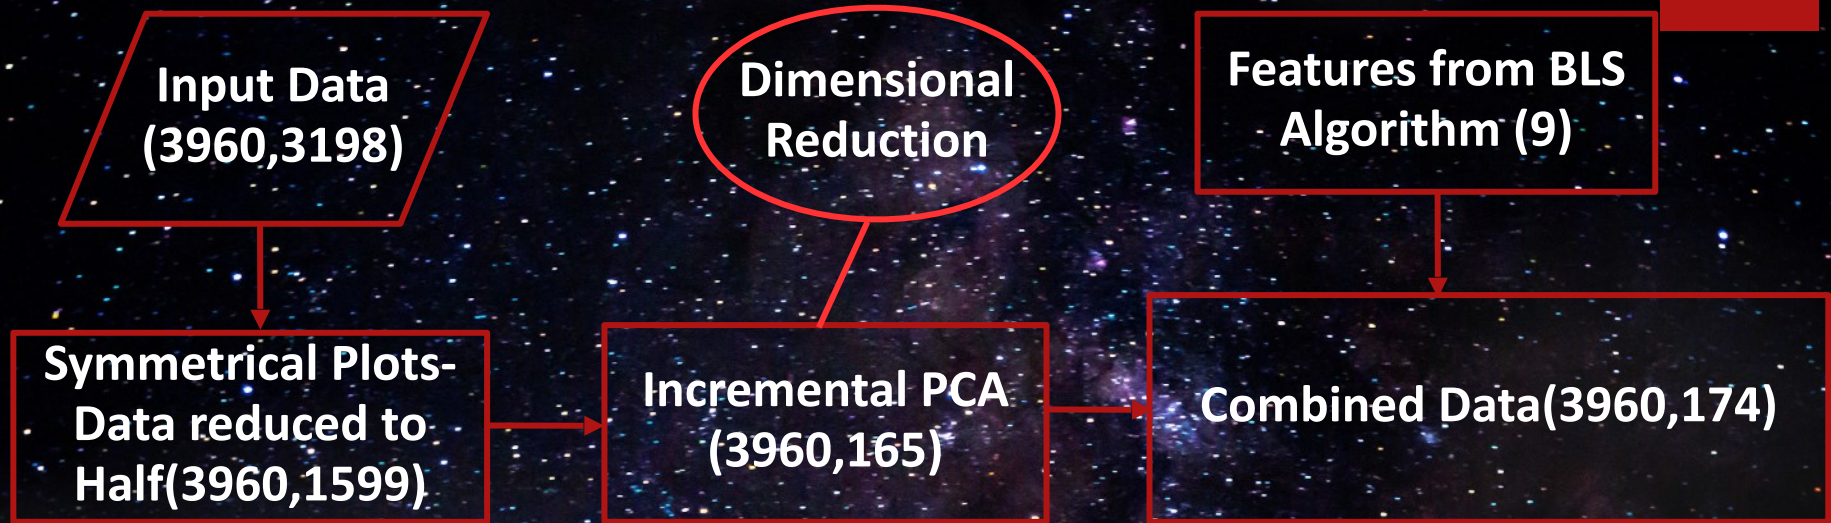 Input Data
(3960,3198)
Dimensional
Reduction
Features from BLS
Algorithm (9)
Symmetrical Plots-
Data reduced to
Half(3960,1599)
Incremental PCA
(3960,165)
Combined Data(3960,174)